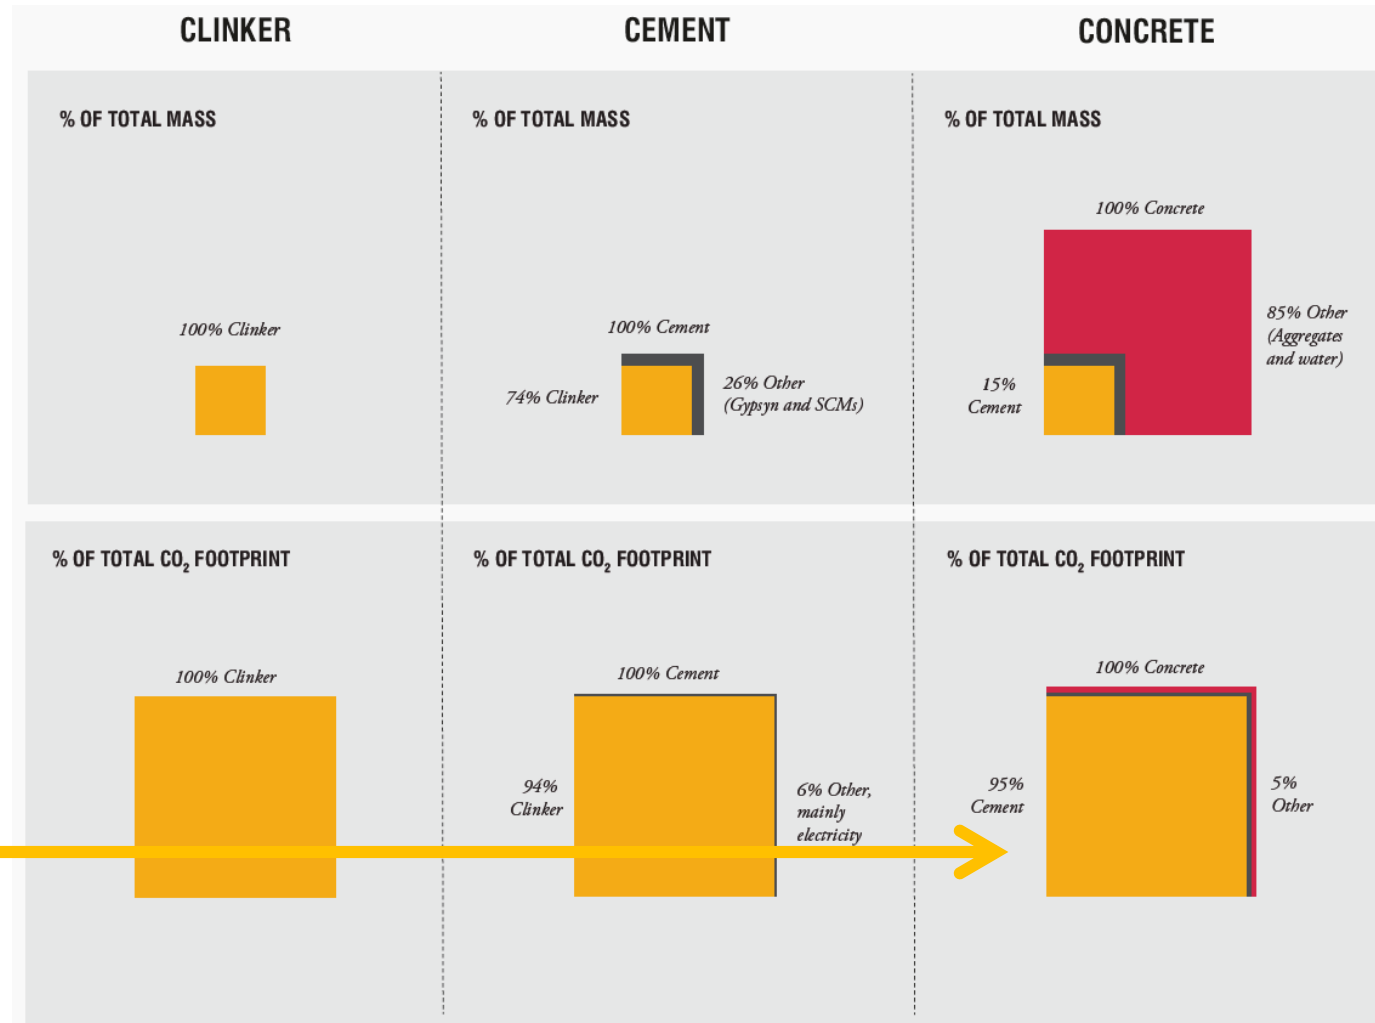 CLINKER
CEMENT
CONCRETE
% OF TOTAL MASS
% OF TOTAL MASS
% OF TOTAL MASS
100% Clinker
100% Cement
74% Clinker
26% Other
(Gypsyn and SCMs)
100% Concrete
15%
Cement
85% Other
(Aggregates
and water)
% OF TOTAL CO₂ FOOTPRINT
% OF TOTAL CO₂ FOOTPRINT
% OF TOTAL CO₂ FOOTPRINT
100% Clinker
100% Cement
94%
Clinker
6% Other,
mainly
electricity
100% Concrete
95%
Cement
5%
Other